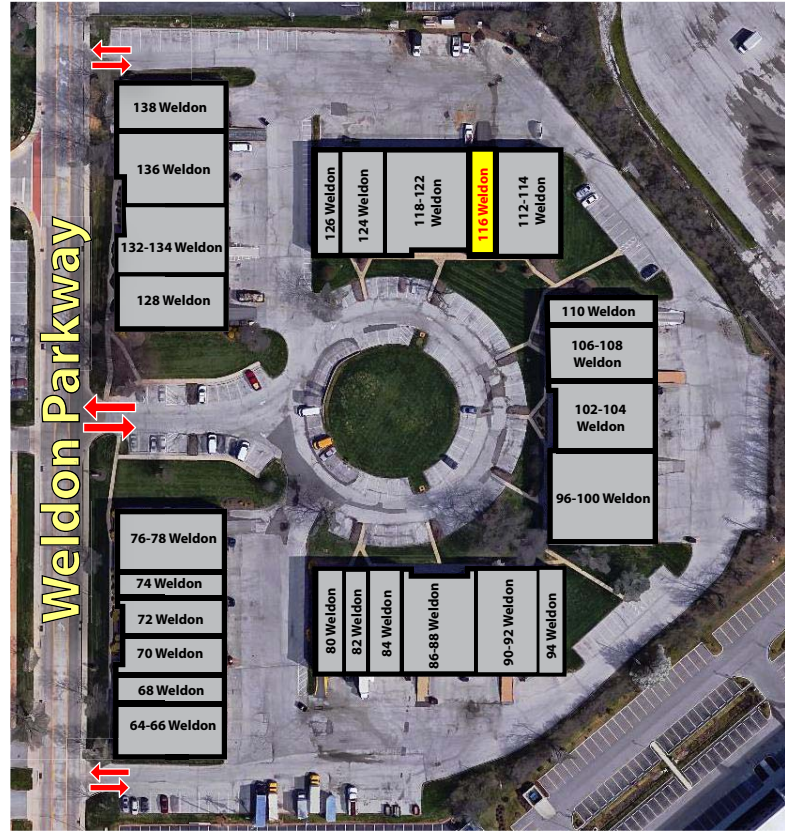 Weldon Parkway
138 Weldon
136 Weldon
132-134 Weldon
128 Weldon
126 Weldon
124 Weldon
118-122
Weldon
116 Weldon
112-114
Weldon
110 Weldon
106-108
Weldon
102-104
Weldon
96-100 Weldon
76-78 Weldon
74 Weldon
72 Weldon
70 Weldon
68 Weldon
64-66 Weldon
80 Weldon
82 Weldon
84 Weldon
86-88 Weldon
90-92 Weldon
94 Weldon